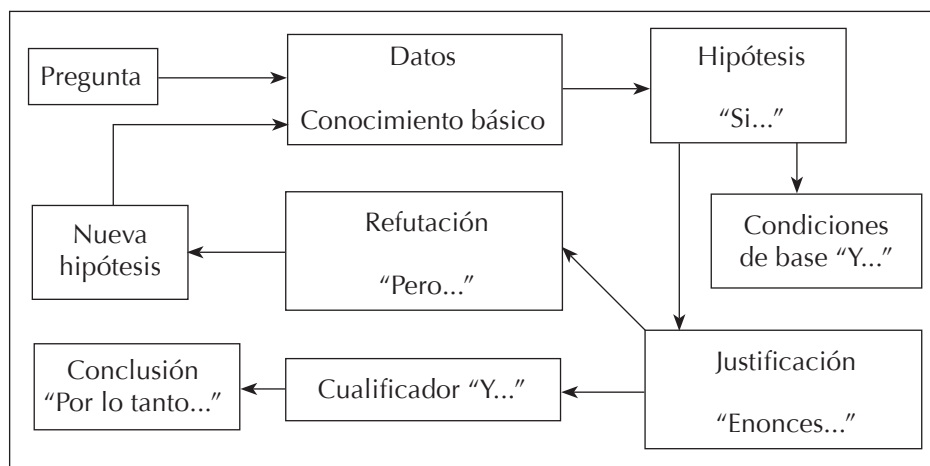 Pregunta
Datos
Conocimiento básico
Hipótesis
“Si...”
Condiciones
de base “Y...”
Nueva
hipótesis
Refutación
“Pero...”
Justificación
“Enonces...”
Cualificador “Y...”
Conclusión
“Por lo tanto...”